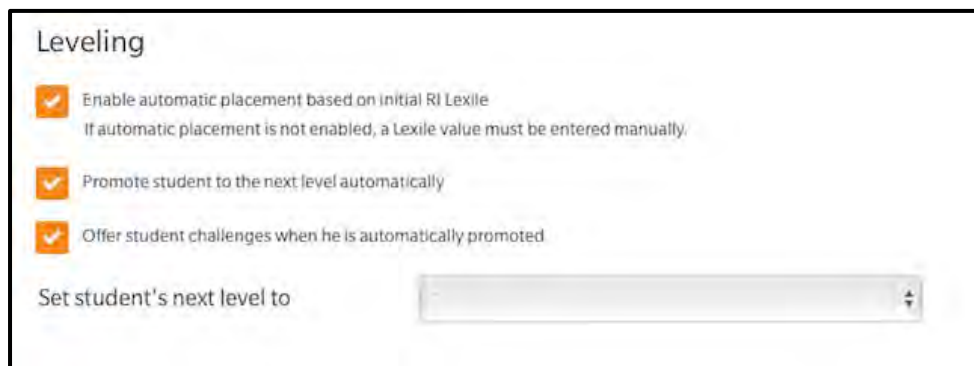 Leveling
Enable automatic placement based on initial RI Lexile
If automatic placement is not enabled, a Lexile value must be entered manually.
Promote student to the next level automatically
Offer student challenges when he is automatically promoted
Set student's next level to